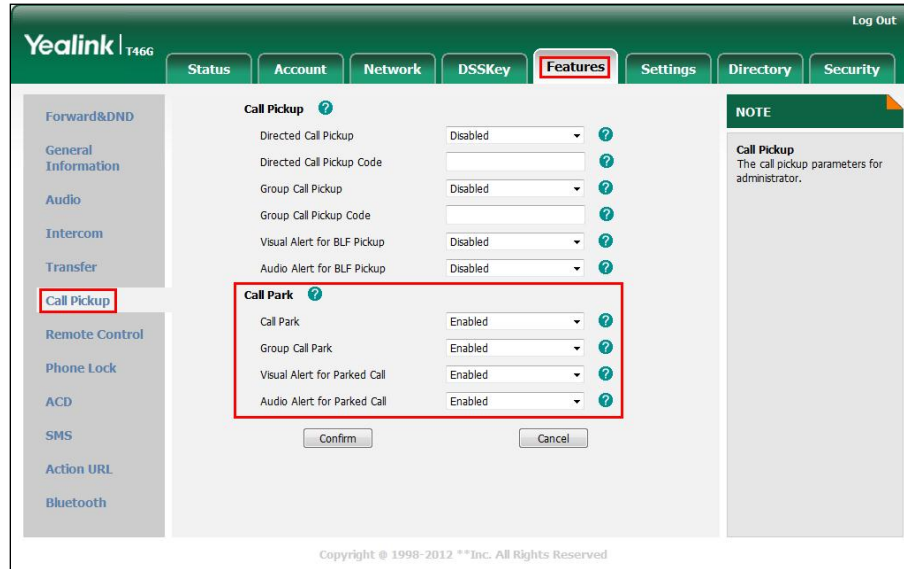 Log Out
Yealink T46G
Status Account Network DSSKey Features Settings Directory Security
Forward&DND
General
Information
Audio
Intercom
Transfer
Call Pickup
Remote Control
Phone Lock
ACD
SMS
Action URL
Bluetooth
Call Pickup ?
Directed Call Pickup Disabled ?
Directed Call Pickup Code ?
Group Call Pickup Disabled ?
Group Call Pickup Code ?
Visual Alert for BLF Pickup Disabled ?
Audio Alert for BLF Pickup Disabled ?
Call Park ?
Call Park Enabled ?
Group Call Park Enabled ?
Visual Alert for Parked Call Enabled ?
Audio Alert for Parked Call Enabled ?
Confirm Cancel
NOTE
Call Pickup
The call pickup parameters for
administrator.
Copyright © 1998-2012 **Inc. All Rights Reserved